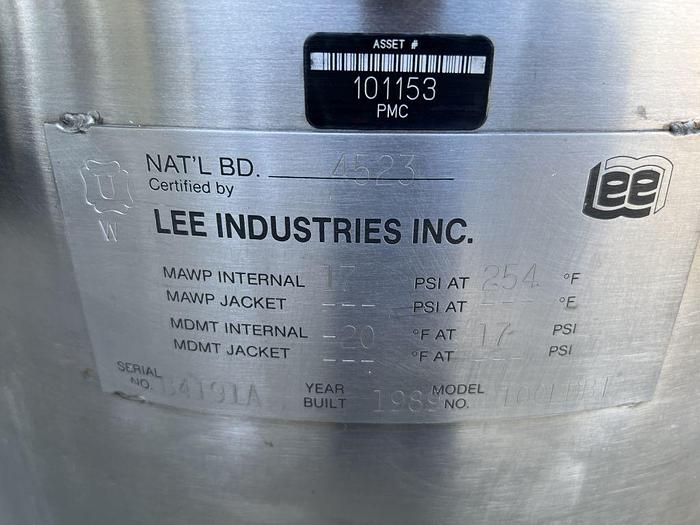 ASSET #
101153
PMC
U
W
NAT'L BD. 4523
Certified by
Lee
LEE INDUSTRIES INC.
MAWP INTERNAL 17 PSI AT 254 °F
MAWP JACKET --- PSI AT --- °F
MDMT INTERNAL -20 °F AT 17 PSI
MDMT JACKET --- °F AT --- PSI
SERIAL NO. B4191A YEAR BUILT 1989 MODEL NO.